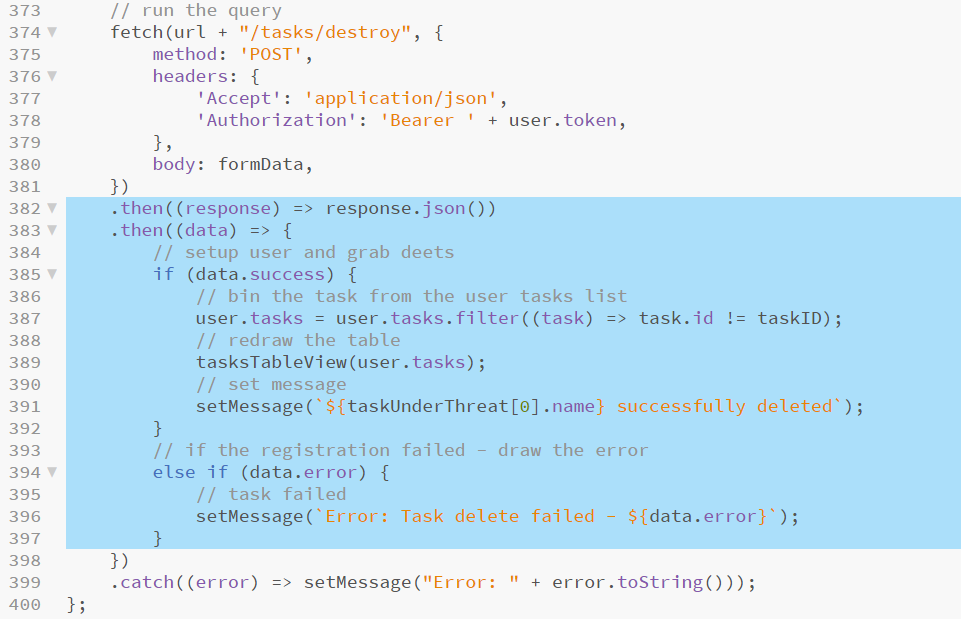 373 // run the query
374 fetch(url + "/tasks/destroy", {
375 method: 'POST',
376 headers: {
377 'Accept': 'application/json',
378 'Authorization': 'Bearer ' + user.token,
379 },
380 body: formData,
381 })
382 .then((response) => response.json())
383 .then((data) => {
384 // setup user and grab deets
385 if (data.success) {
386 // bin the task from the user tasks list
387 user.tasks = user.tasks.filter((task) => task.id != taskID);
388 // redraw the table
389 tasksTableView(user.tasks);
390 // set message
391 setMessage(`${taskUnderThreat[0].name} successfully deleted`);
392 }
393 // if the registration failed - draw the error
394 else if (data.error) {
395 // task failed
396 setMessage(`Error: Task delete failed - ${data.error}`);
397 }
398 })
399 .catch((error) => setMessage("Error: " + error.toString()));
400 };